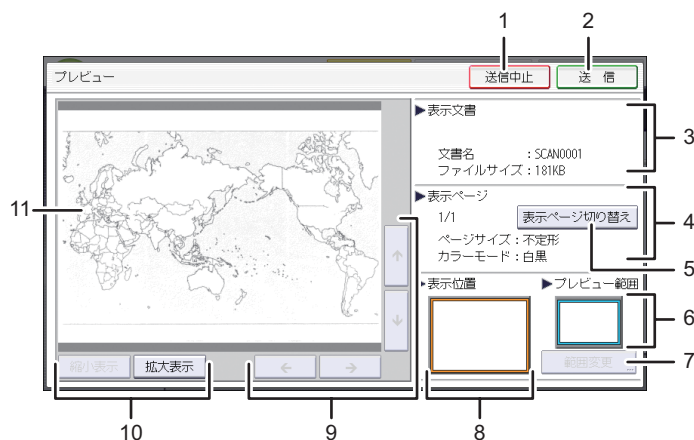 1
2
プレビュー
送信中止
送　信
▶表示文書
3
文書名　　　：SCAN0001
ファイルサイズ：181KB
11
▶表示ページ
1/1
表示ページ切り替え
4
ページサイズ：不定形
カラーモード：白黒
5
▶表示位置
▶プレビュー範囲
6
縮小表示
拡大表示
←
→
↑
↓
範囲変更
7
10
9
8